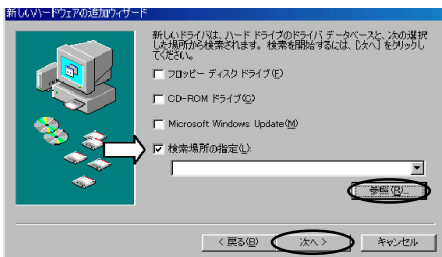 新しいハードウェアの追加ウィザード
新しいドライバは、ハード ドライブのドライバ データベースと、次の選択
した場所から検索されます。検索を開始するには、[次へ] をクリックし
てください。
フロッピー ディスク ドライブ(F)
CD-ROM ドライブ(C)
Microsoft Windows Update(M)
検索場所の指定(L):
参照(R)...
< 戻る(B)
次へ >
キャンセル